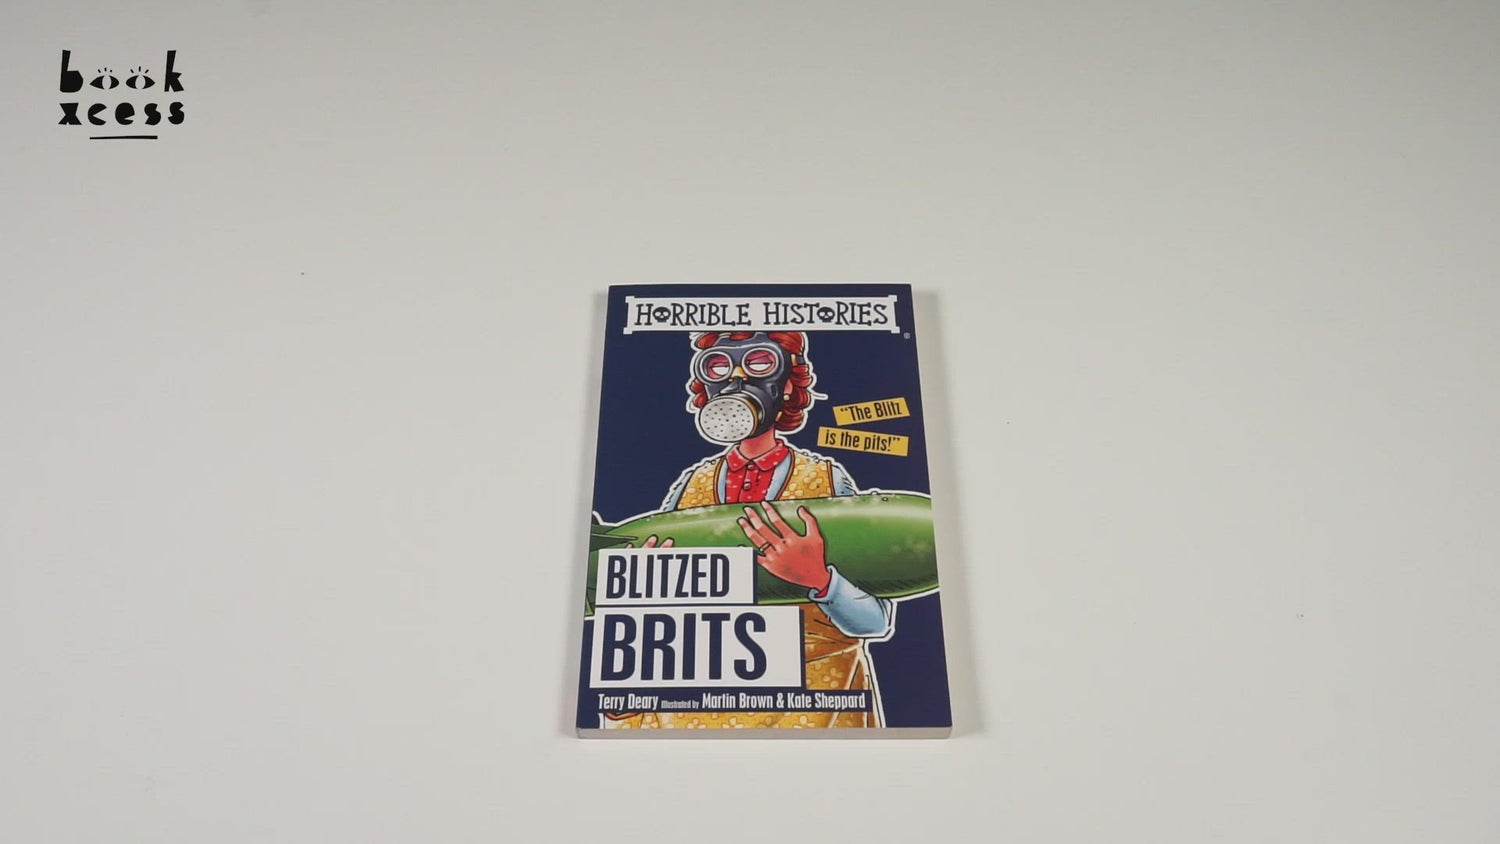 book
xcess
HORRIBLE HISTORIES
®
"The Blitz
is the pits!"
BLITZED
BRITS
Terry Deary Illustrated by Martin Brown & Kate Sheppard